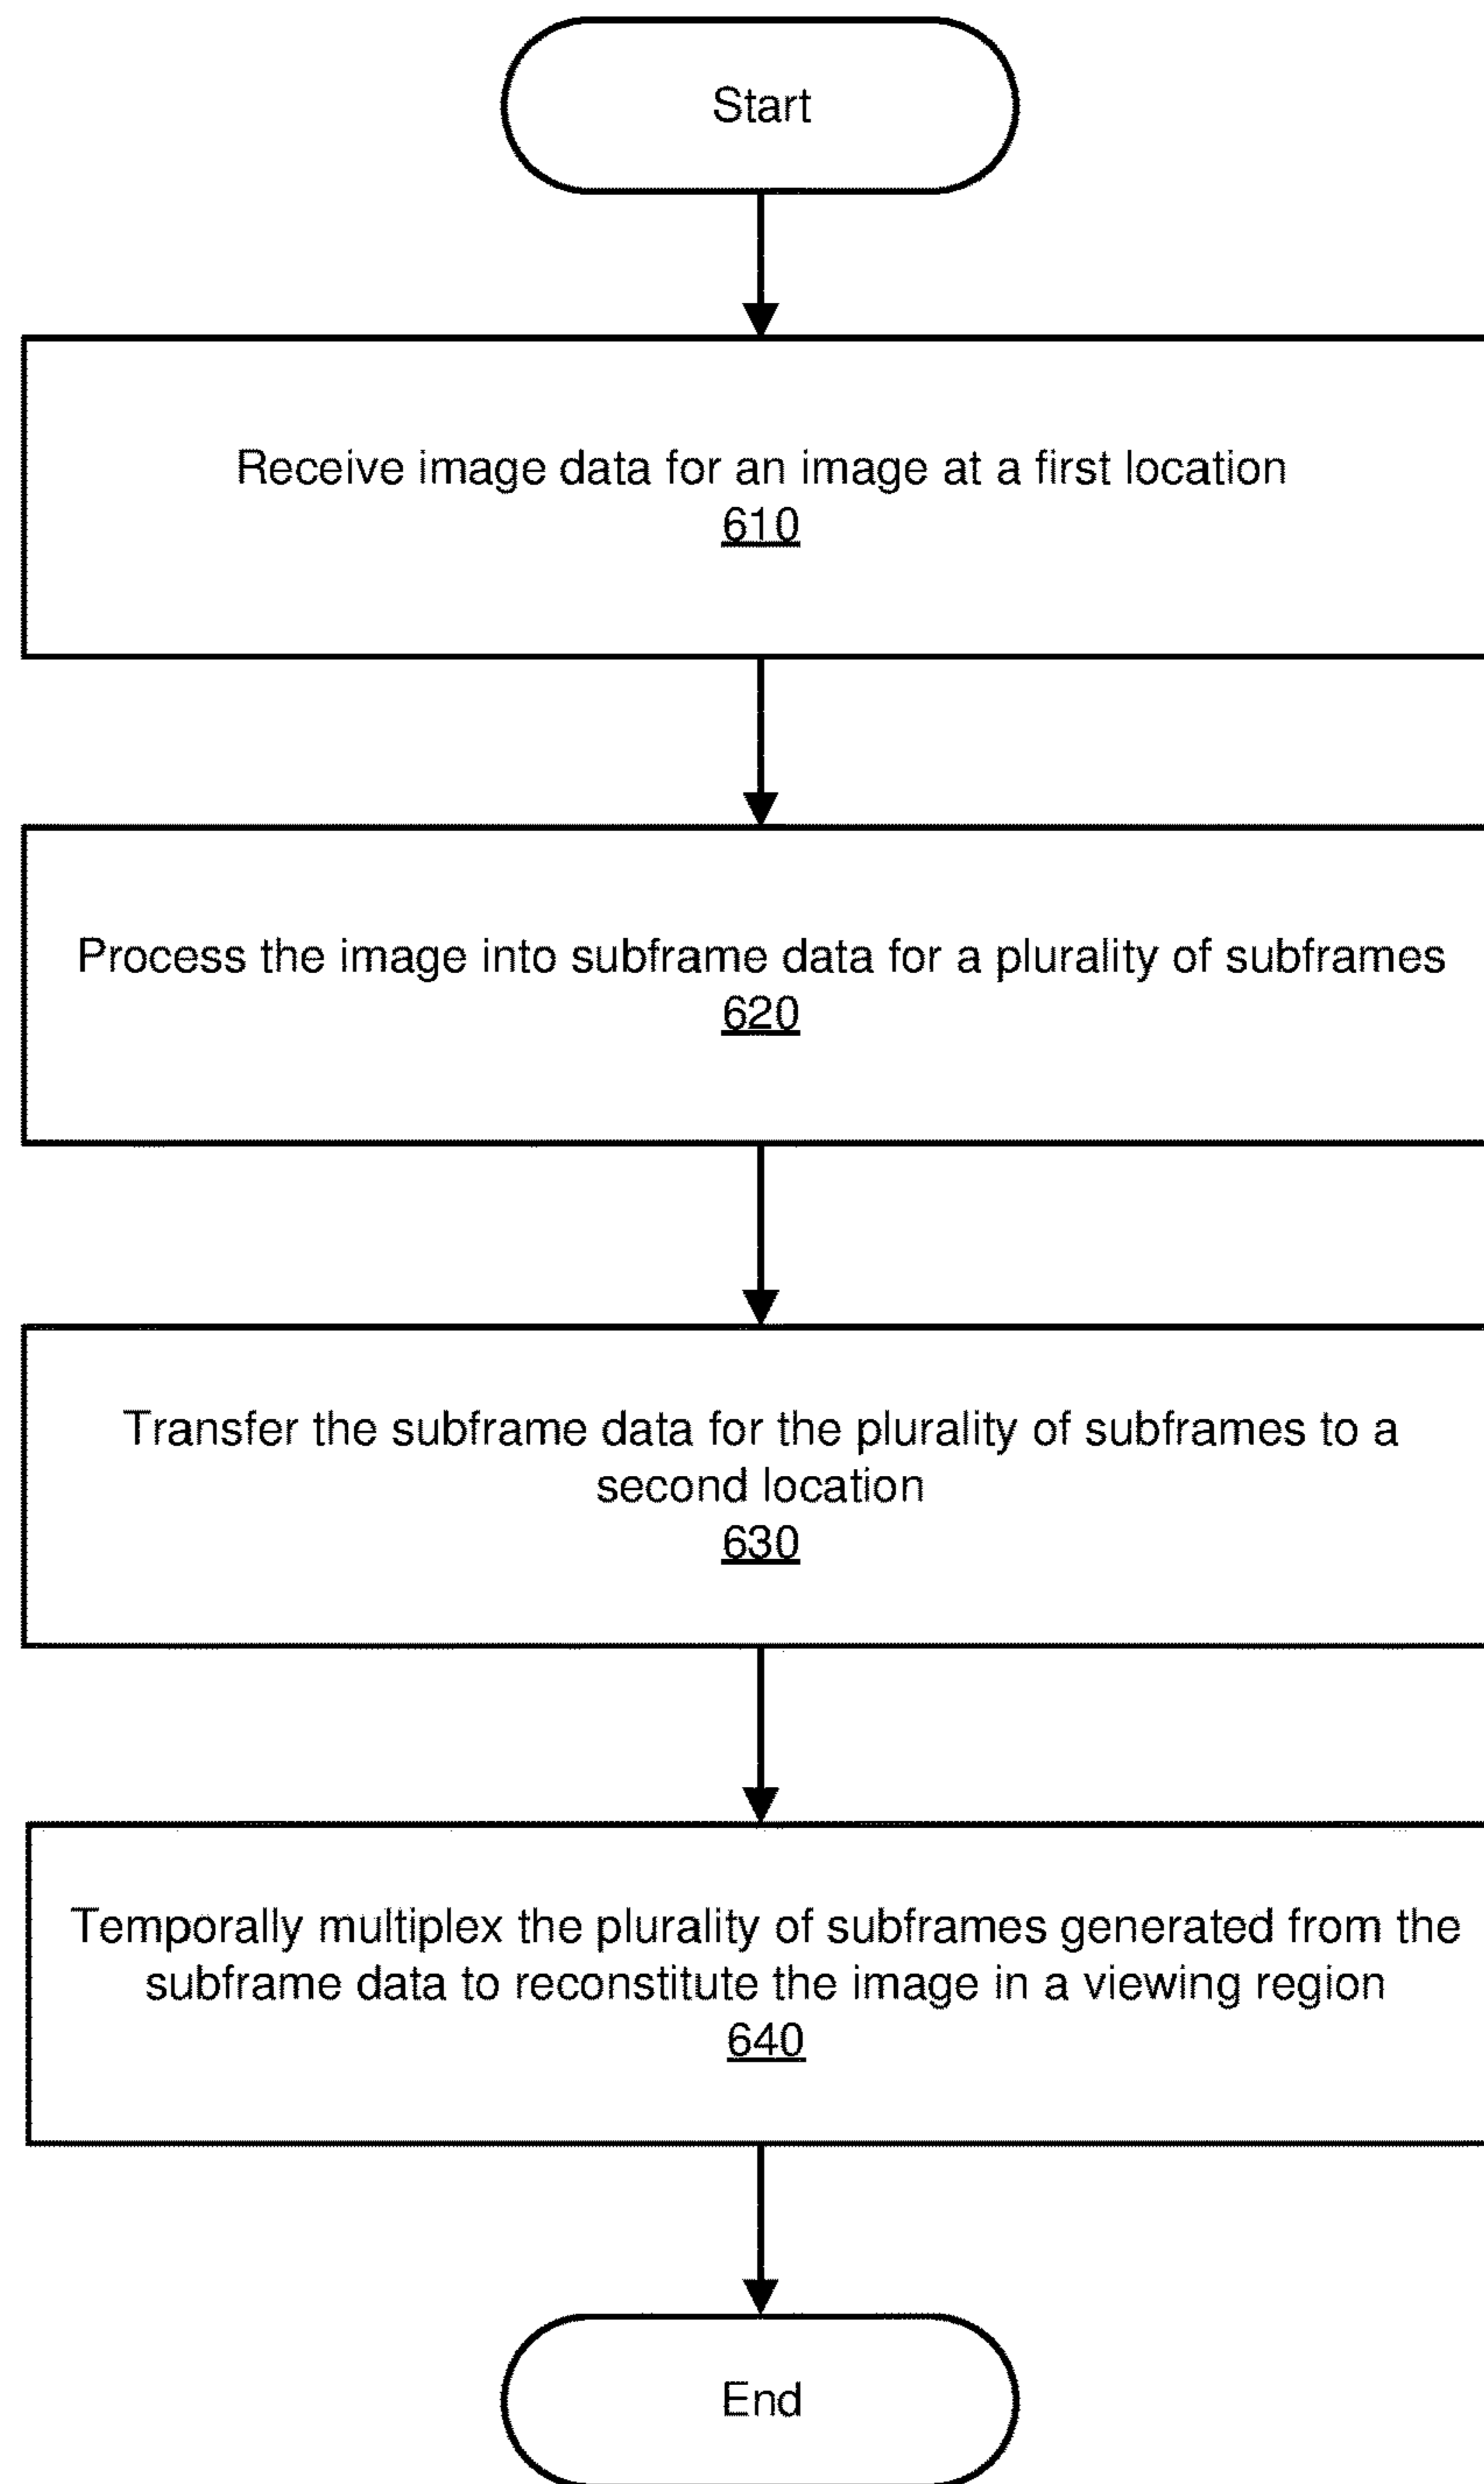 Start
Receive image data for an image at a first location
610
Process the image into subframe data for a plurality of subframes
620
Transfer the subframe data for the plurality of subframes to a
second location
630
Temporally multiplex the plurality of subframes generated from the
subframe data to reconstitute the image in a viewing region
640
End